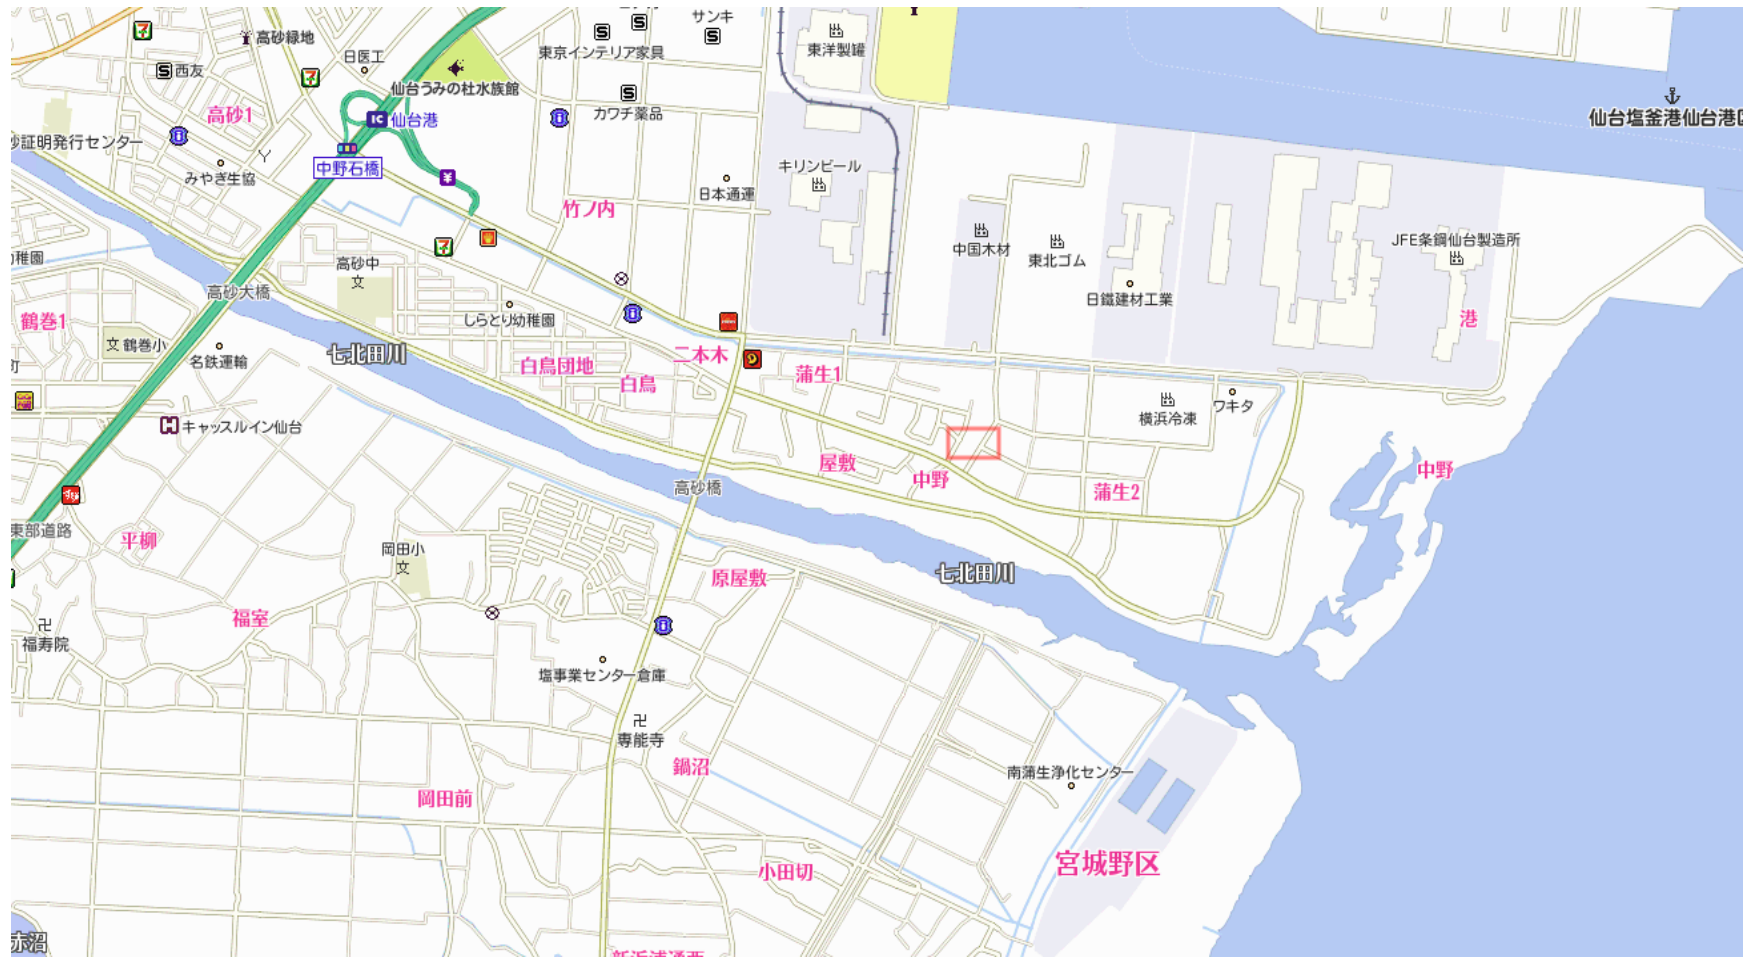 サンキ
高砂緑地
東京インテリア家具
東洋製罐
日医工
西友
仙台うみの杜水族館
高砂1
カワチ薬品
仙台塩釜港仙台港区
IC 仙台港
証明発行センター
中野石橋
みやぎ生協
キリンビール
日本通運
竹ノ内
中国木材
東北ゴム
JFE条鋼仙台製造所
稚園
高砂中
文
高砂大橋
日鐵建材工業
鶴巻1
しらとり幼稚園
港
文 鶴巻小
名鉄運輸
七北田川
二本木
白鳥団地
白鳥
蒲生1
町
横浜冷凍
ワキタ
キャッスルイン仙台
屋敷
中野
中野
高砂橋
蒲生2
東部道路
平柳
岡田小
文
七北田川
原屋敷
福室
福寿院
塩事業センター倉庫
専能寺
鍋沼
南蒲生浄化センター
岡田前
宮城野区
小田切
赤沼
新浜浦通西